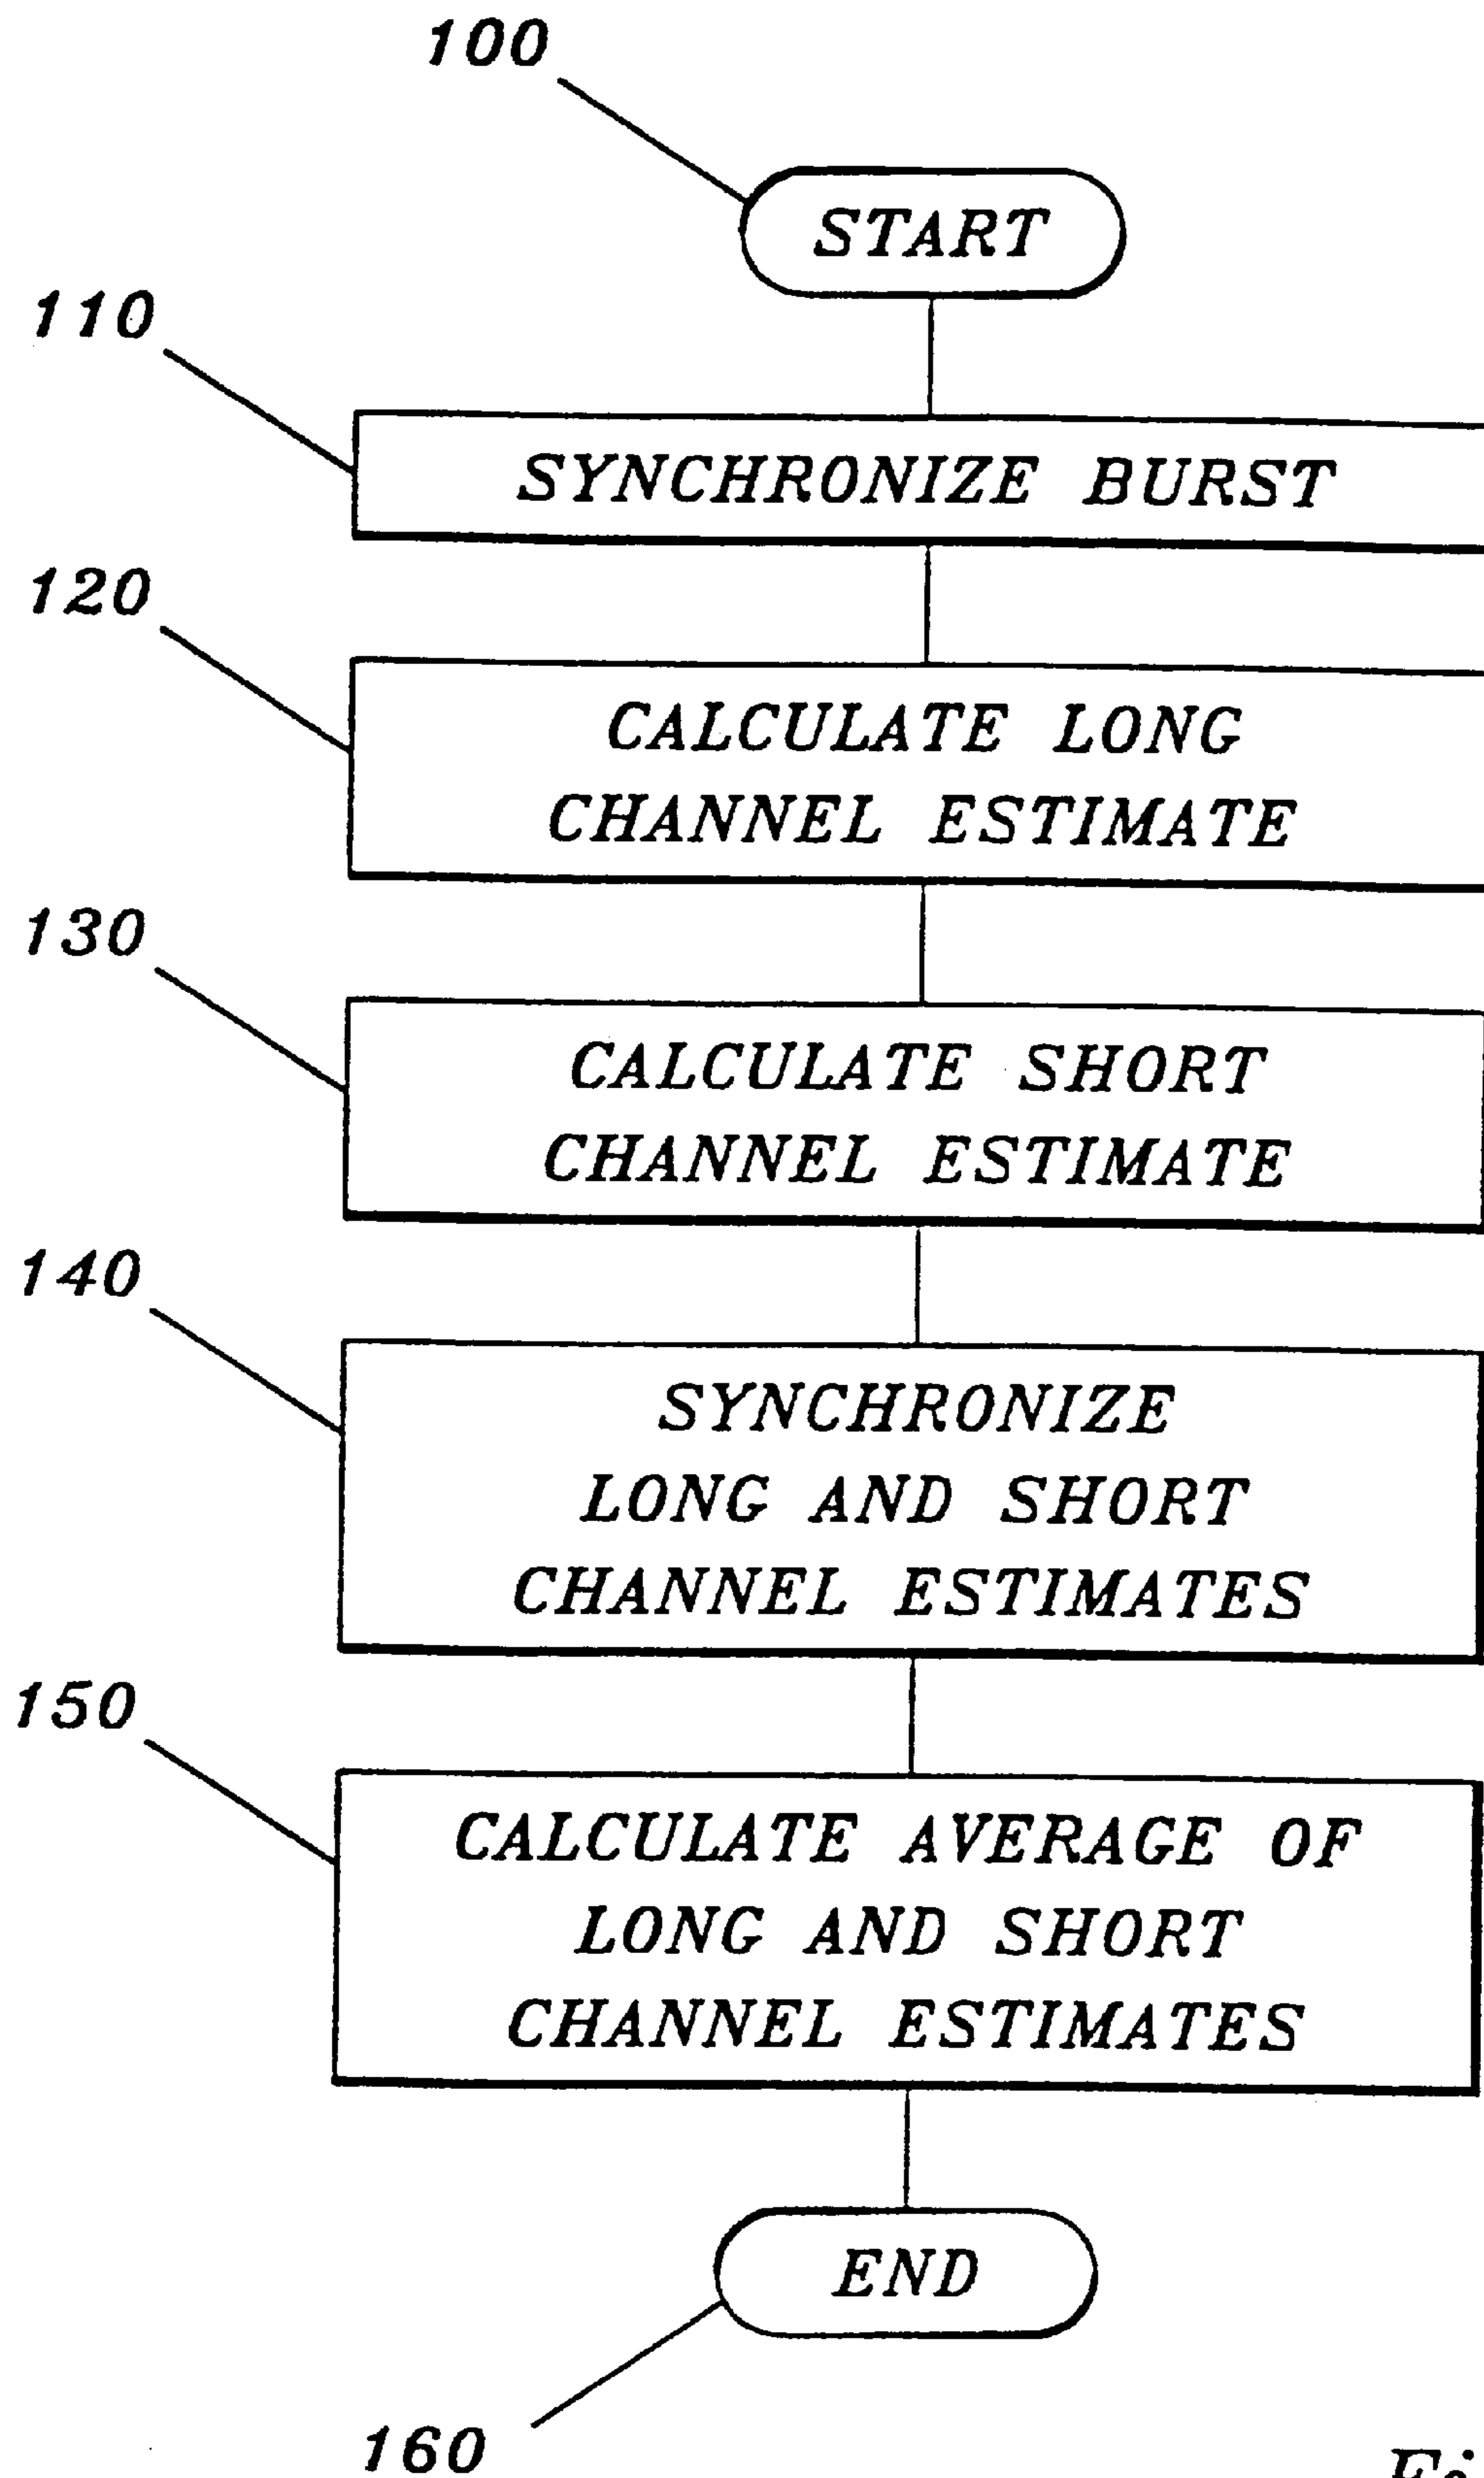 100
START
110
SYNCHRONIZE BURST
120
CALCULATE LONG
CHANNEL ESTIMATE
130
CALCULATE SHORT
CHANNEL ESTIMATE
140
SYNCHRONIZE
LONG AND SHORT
CHANNEL ESTIMATES
150
CALCULATE AVERAGE OF
LONG AND SHORT
CHANNEL ESTIMATES
END
160